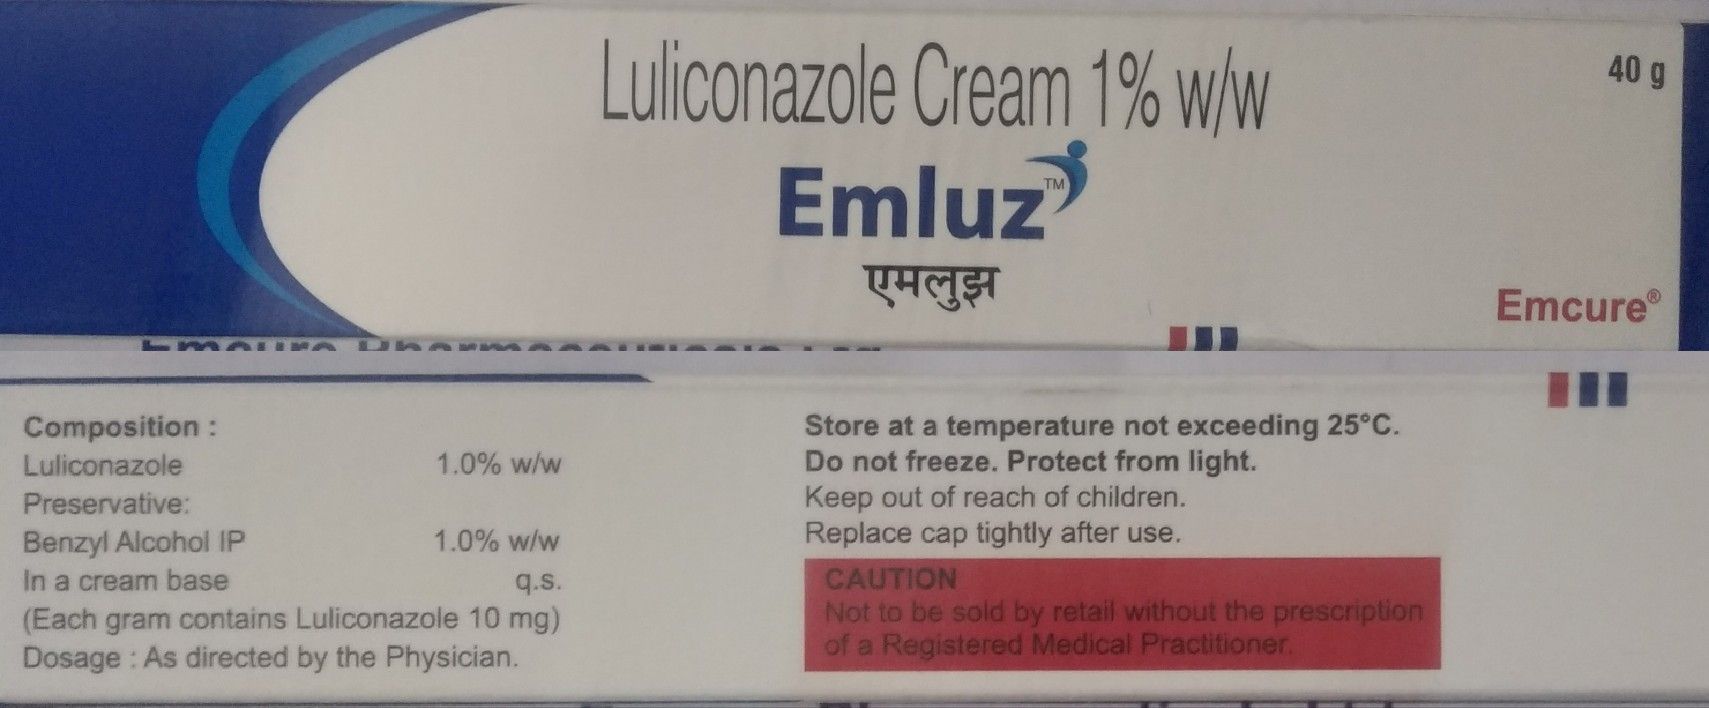 Luliconazole Cream 1% w/w
40 g
Emluz™
एमलुझ
Emcure®
Emcure Pharmaceuticals Ltd
Composition :
Luliconazole 1.0% w/w
Preservative:
Benzyl Alcohol IP 1.0% w/w
In a cream base q.s.
(Each gram contains Luliconazole 10 mg)
Dosage : As directed by the Physician.
Store at a temperature not exceeding 25°C.
Do not freeze. Protect from light.
Keep out of reach of children.
Replace cap tightly after use.
CAUTION
Not to be sold by retail without the prescription
of a Registered Medical Practitioner.